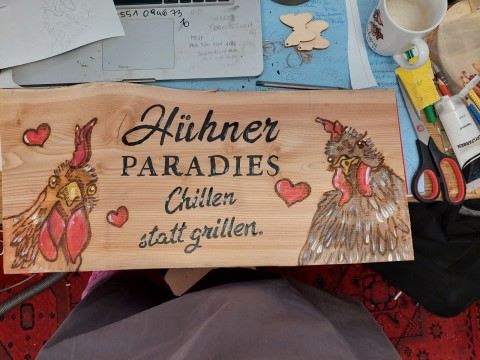 Hühner
PARADIES
Chillen
statt grillen.